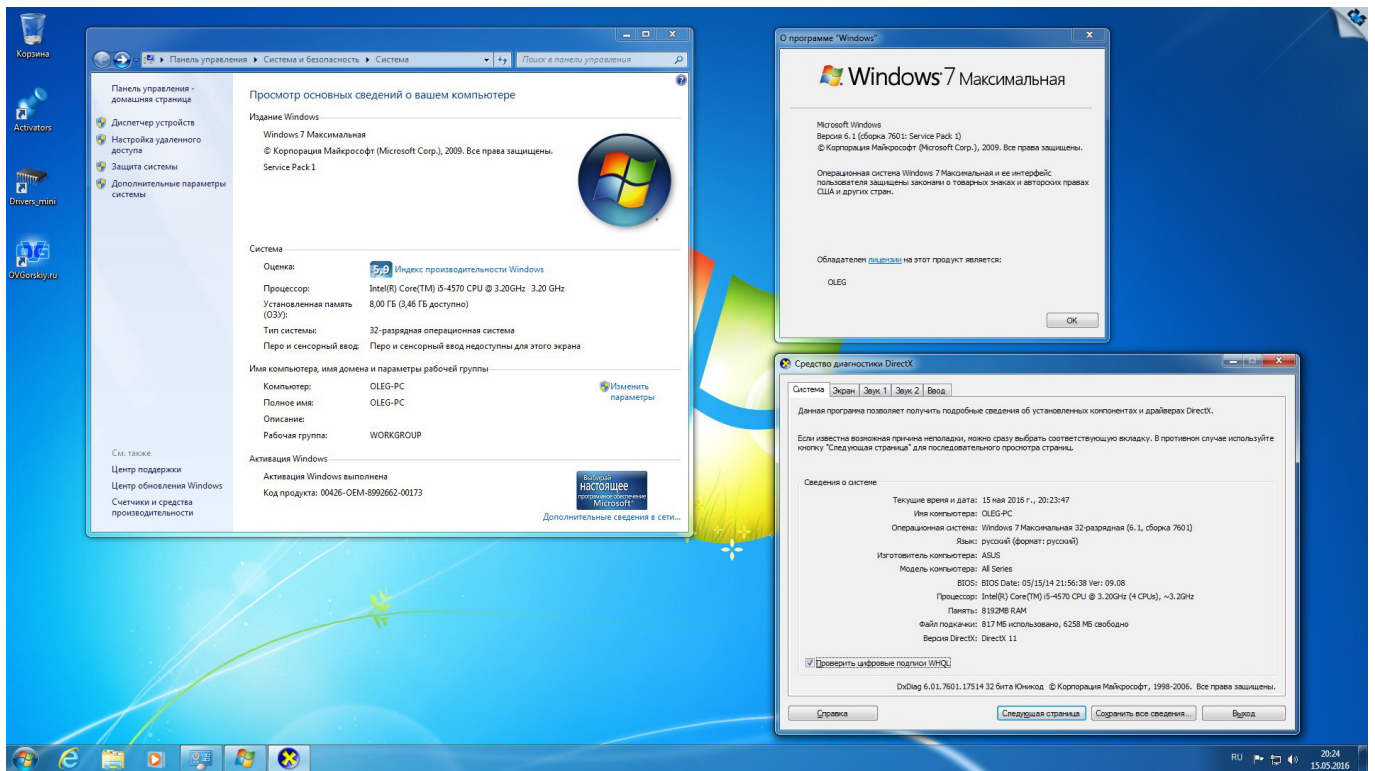 Корзина
Activators
Drivers_mini
OVGorskiy.ru
Панель управления ▸ Система и безопасность ▸ Система
Поиск в панели управления
Панель управления -
домашняя страница
Диспетчер устройств
Настройка удаленного
доступа
Защита системы
Дополнительные параметры
системы
См. также
Центр поддержки
Центр обновления Windows
Счетчики и средства
производительности
Просмотр основных сведений о вашем компьютере
Издание Windows
Windows 7 Максимальная
© Корпорация Майкрософт (Microsoft Corp.), 2009. Все права защищены.
Service Pack 1
Система
Оценка: 5,9 Индекс производительности Windows
Процессор: Intel(R) Core(TM) i5-4570 CPU @ 3.20GHz 3.20 GHz
Установленная память 8,00 ГБ (3,46 ГБ доступно)
(ОЗУ):
Тип системы: 32-разрядная операционная система
Перо и сенсорный ввод: Перо и сенсорный ввод недоступны для этого экрана
Имя компьютера, имя домена и параметры рабочей группы
Компьютер: OLEG-PC
Изменить
параметры
Полное имя: OLEG-PC
Описание:
Рабочая группа: WORKGROUP
Активация Windows
Активация Windows выполнена
Код продукта: 00426-OEM-8992662-00173
Выбирай
настоящее
программное обеспечение
Microsoft
Дополнительные сведения в сети...
О программе "Windows"
Windows 7 Максимальная
Microsoft Windows
Версия 6.1 (сборка 7601: Service Pack 1)
© Корпорация Майкрософт (Microsoft Corp.), 2009. Все права защищены.
Операционная система Windows 7 Максимальная и ее интерфейс
пользователя защищены законами о товарных знаках и авторских правах
США и других стран.
Обладателем лицензии на этот продукт является:
OLEG
ОК
Средство диагностики DirectX
Система Экран Звук 1 Звук 2 Ввод
Данная программа позволяет получить подробные сведения об установленных компонентах и драйверах DirectX.
Если известна возможная причина неполадки, можно сразу выбрать соответствующую вкладку. В противном случае используйте
кнопку "Следующая страница" для последовательного просмотра страниц.
Сведения о системе
Текущие время и дата: 15 мая 2016 г., 20:23:47
Имя компьютера: OLEG-PC
Операционная система: Windows 7 Максимальная 32-разрядная (6.1, сборка 7601)
Язык: русский (формат: русский)
Изготовитель компьютера: ASUS
Модель компьютера: All Series
BIOS: BIOS Date: 05/15/14 21:56:38 Ver: 09.08
Процессор: Intel(R) Core(TM) i5-4570 CPU @ 3.20GHz (4 CPUs), ~3.2GHz
Память: 8192MB RAM
Файл подкачки: 817 МБ использовано, 6258 МБ свободно
Версия DirectX: DirectX 11
Проверить цифровые подписи WHQL
DxDiag 6.01.7601.17514 32 бита Юникод © Корпорация Майкрософт, 1998-2006. Все права защищены.
Справка Следующая страница Сохранить все сведения... Выход
RU 20:24
15.05.2016